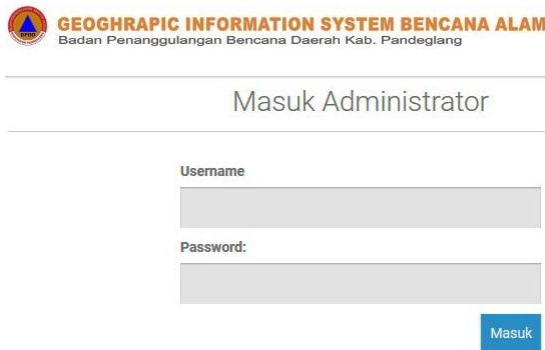 GEOGHRAPIC INFORMATION SYSTEM BENCANA ALAM
Badan Penanggulangan Bencana Daerah Kab. Pandeglang
Masuk Administrator
Username
Password:
Masuk